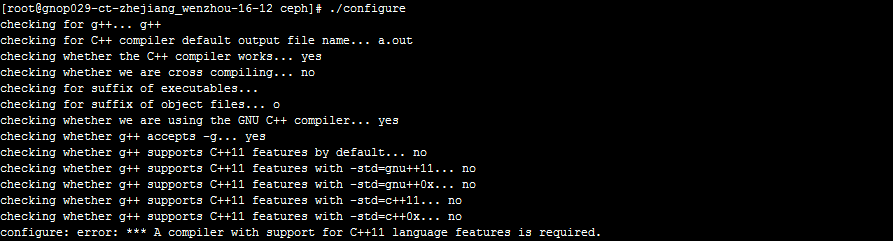 [root@gnop029-ct-zhejiang_wenzhou-16-12 ceph]# ./configure
checking for g++... g++
checking for C++ compiler default output file name... a.out
checking whether the C++ compiler works... yes
checking whether we are cross compiling... no
checking for suffix of executables...
checking for suffix of object files... o
checking whether we are using the GNU C++ compiler... yes
checking whether g++ accepts -g... yes
checking whether g++ supports C++11 features by default... no
checking whether g++ supports C++11 features with -std=gnu++11... no
checking whether g++ supports C++11 features with -std=gnu++0x... no
checking whether g++ supports C++11 features with -std=c++11... no
checking whether g++ supports C++11 features with -std=c++0x... no
configure: error: *** A compiler with support for C++11 language features is required.